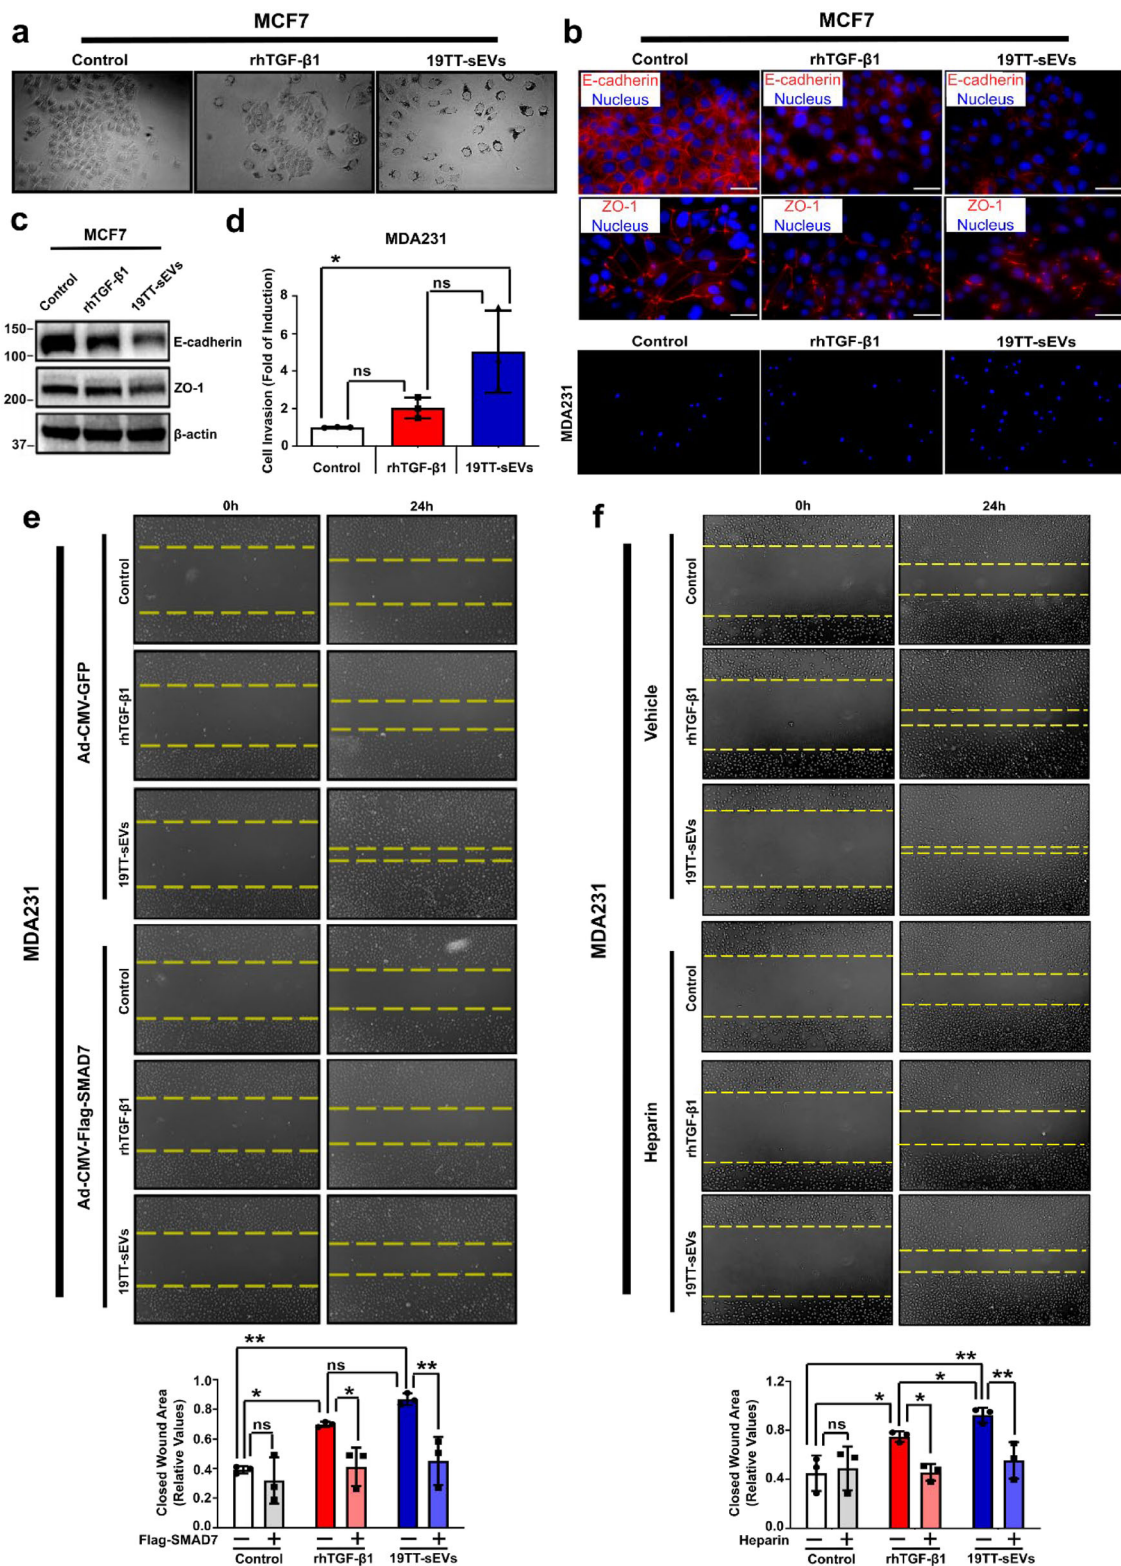 a
MCF7
Control
rhTGF-β1
19TT-sEVs
b
MCF7
Control
rhTGF-β1
19TT-sEVs
E-cadherin
Nucleus
E-cadherin
Nucleus
E-cadherin
Nucleus
ZO-1
Nucleus
ZO-1
Nucleus
ZO-1
Nucleus
Control
rhTGF-β1
19TT-sEVs
MDA231
c
MCF7
Control
rhTGF-β1
19TT-sEVs
150
100
E-cadherin
200
ZO-1
37
β-actin
d
MDA231
Cell Invasion (Fold of Induction)
8
6
4
2
0
*
ns
ns
Control
rhTGF-β1
19TT-sEVs
e
0h
24h
MDA231
Ad-CMV-GFP
Control
rhTGF-β1
19TT-sEVs
Ad-CMV-Flag-SMAD7
Control
rhTGF-β1
19TT-sEVs
Closed Wound Area
(Relative Values)
1.0
0.8
0.6
0.4
0.2
0.0
**
ns
**
*
*
ns
Flag-SMAD7
− + − + − +
Control
rhTGF-β1
19TT-sEVs
f
0h
24h
MDA231
Vehicle
Control
rhTGF-β1
19TT-sEVs
Heparin
Control
rhTGF-β1
19TT-sEVs
Closed Wound Area
(Relative Values)
1.2
0.8
0.4
0.0
**
*
**
*
*
ns
Heparin
− + − + − +
Control
rhTGF-β1
19TT-sEVs